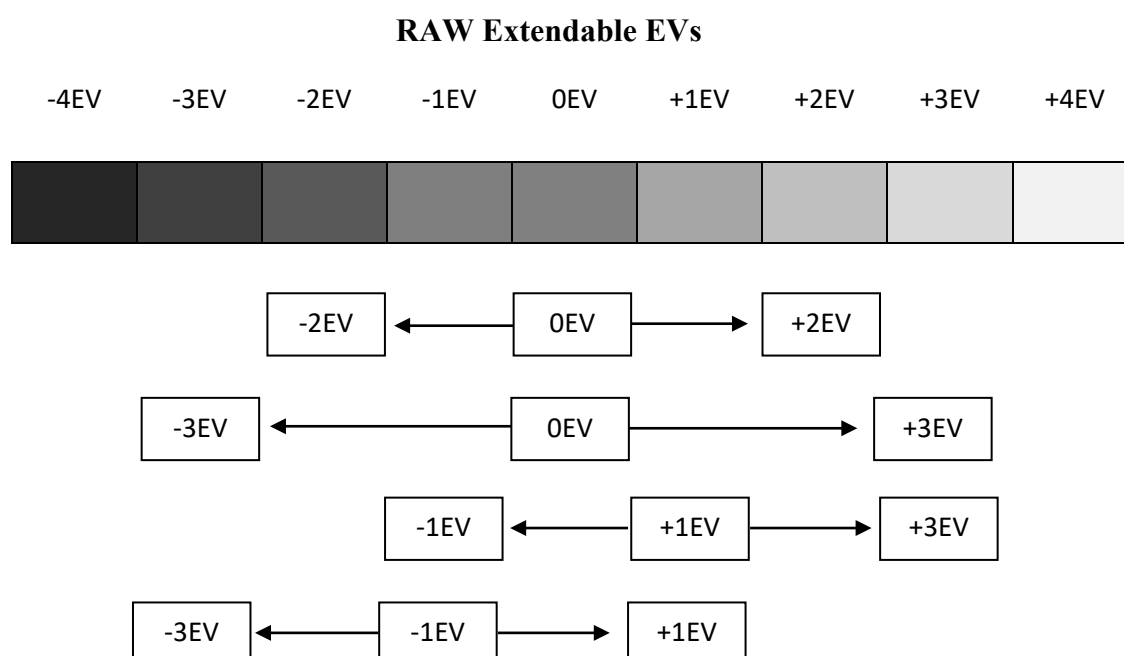 RAW Extendable EVs
-4EV -3EV -2EV -1EV 0EV +1EV +2EV +3EV +4EV
-2EV 0EV +2EV
-3EV 0EV +3EV
-1EV +1EV +3EV
-3EV -1EV +1EV